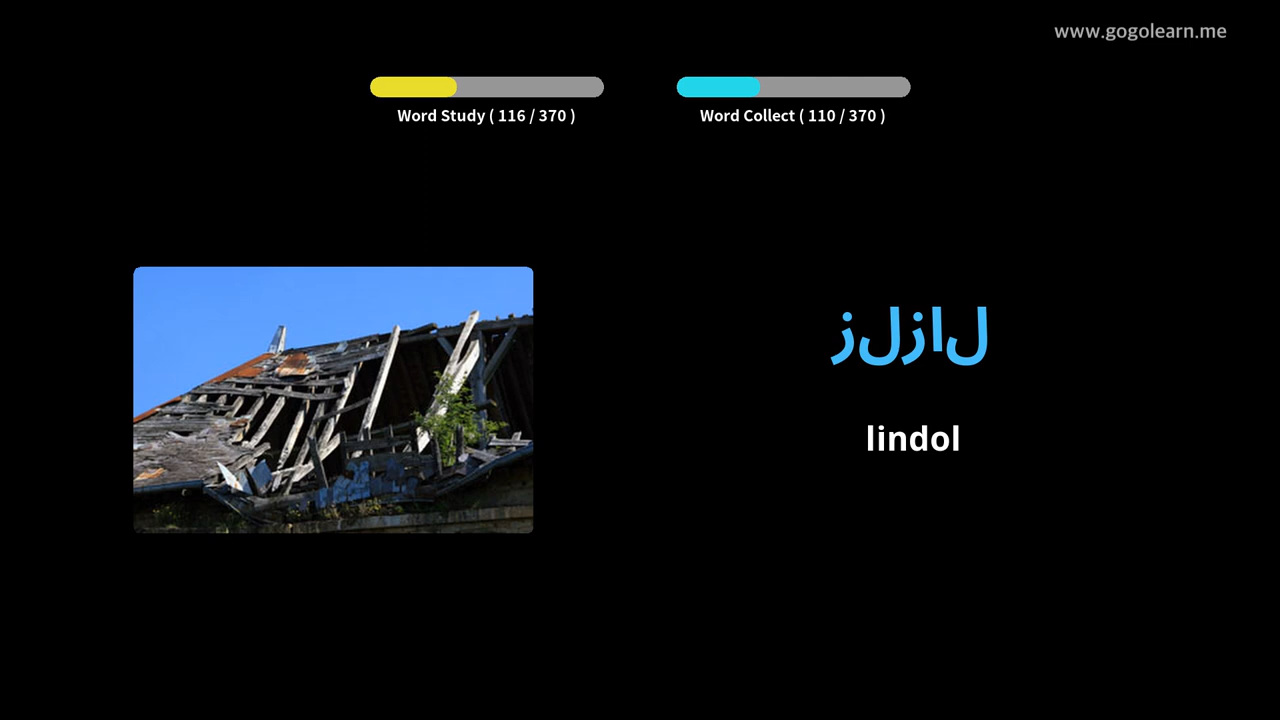 www.gogolearn.me
Word Study ( 116 / 370 )
Word Collect ( 110 / 370 )
زلزال
lindol